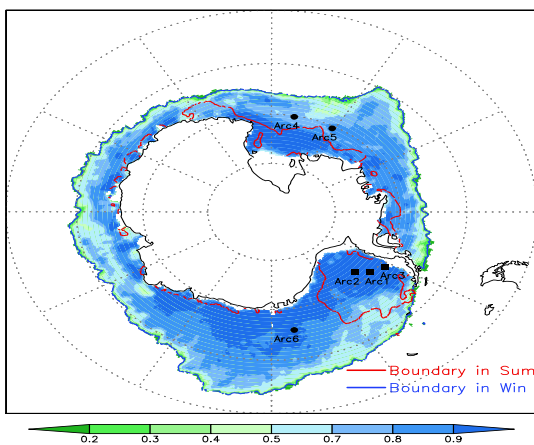 Arc4
Arc5
Arc3
Arc2 Arc1
Arc6
Boundary in Sum
Boundary in Win
0.2 0.3 0.4 0.5 0.7 0.8 0.9